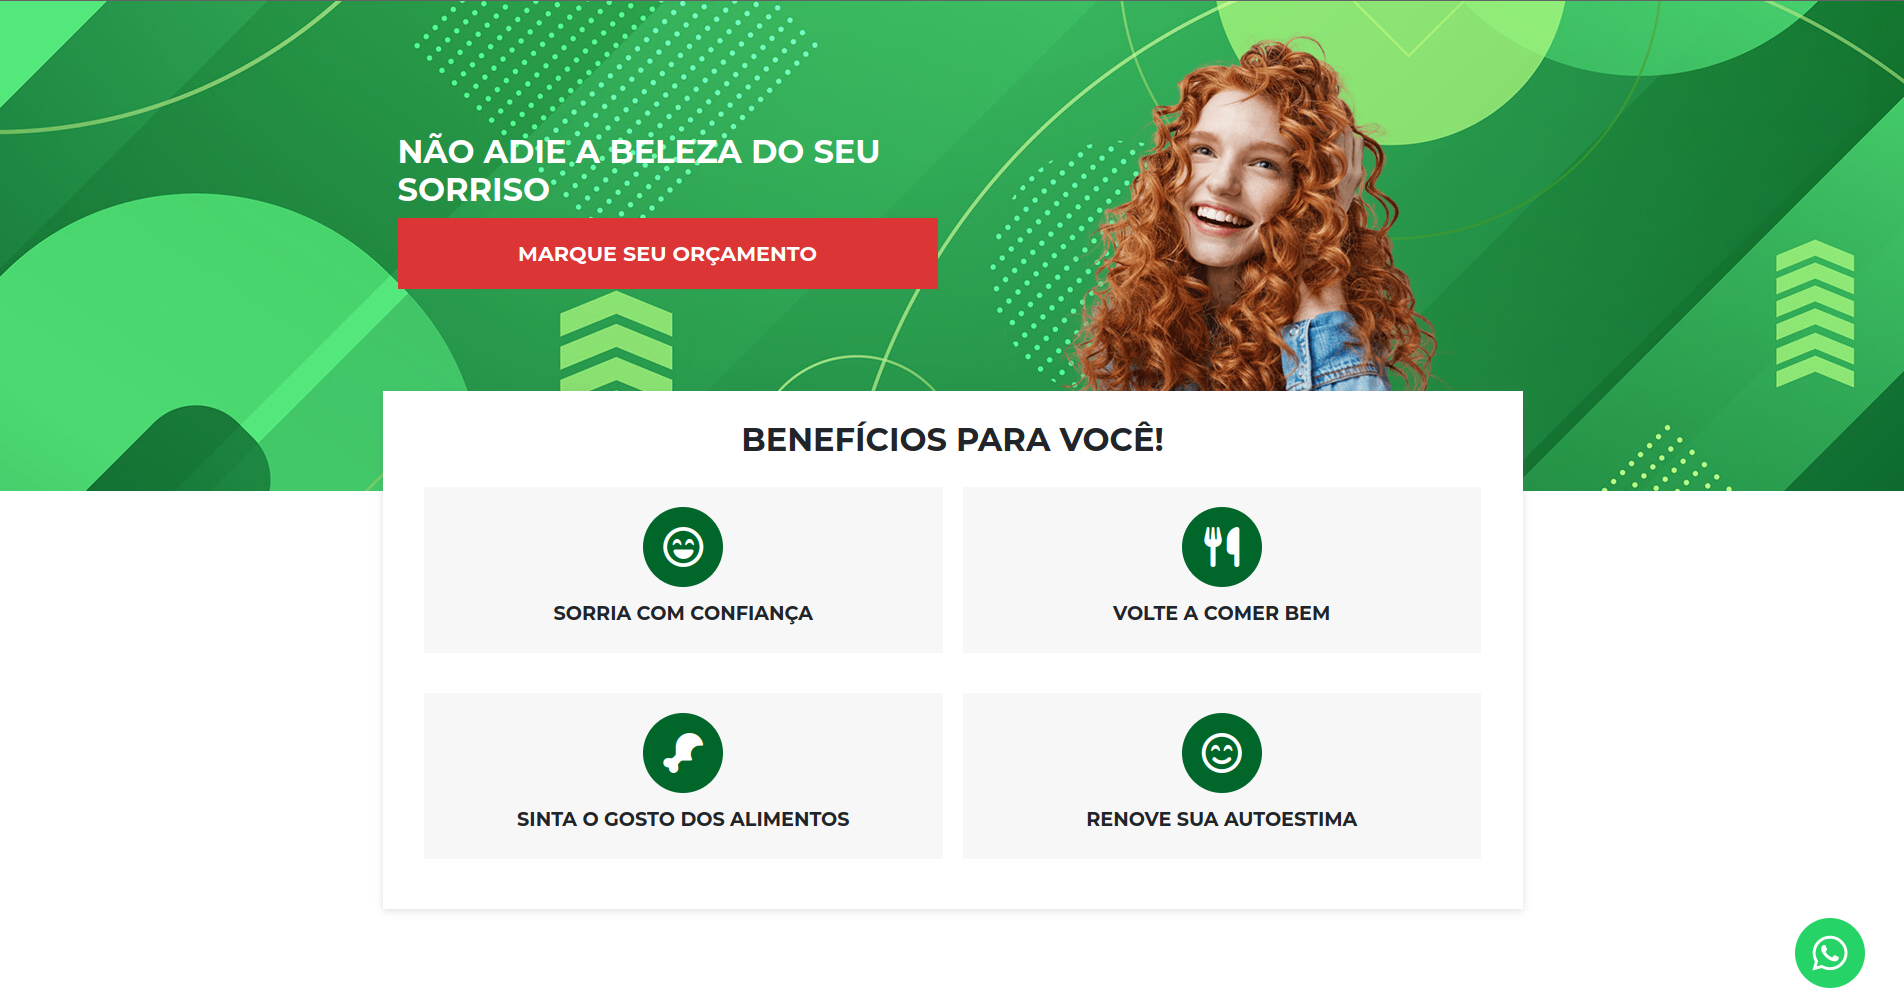 NÃO ADIE A BELEZA DO SEU
SORRISO
MARQUE SEU ORÇAMENTO
BENEFÍCIOS PARA VOCÊ!
SORRIA COM CONFIANÇA
VOLTE A COMER BEM
SINTA O GOSTO DOS ALIMENTOS
RENOVE SUA AUTOESTIMA